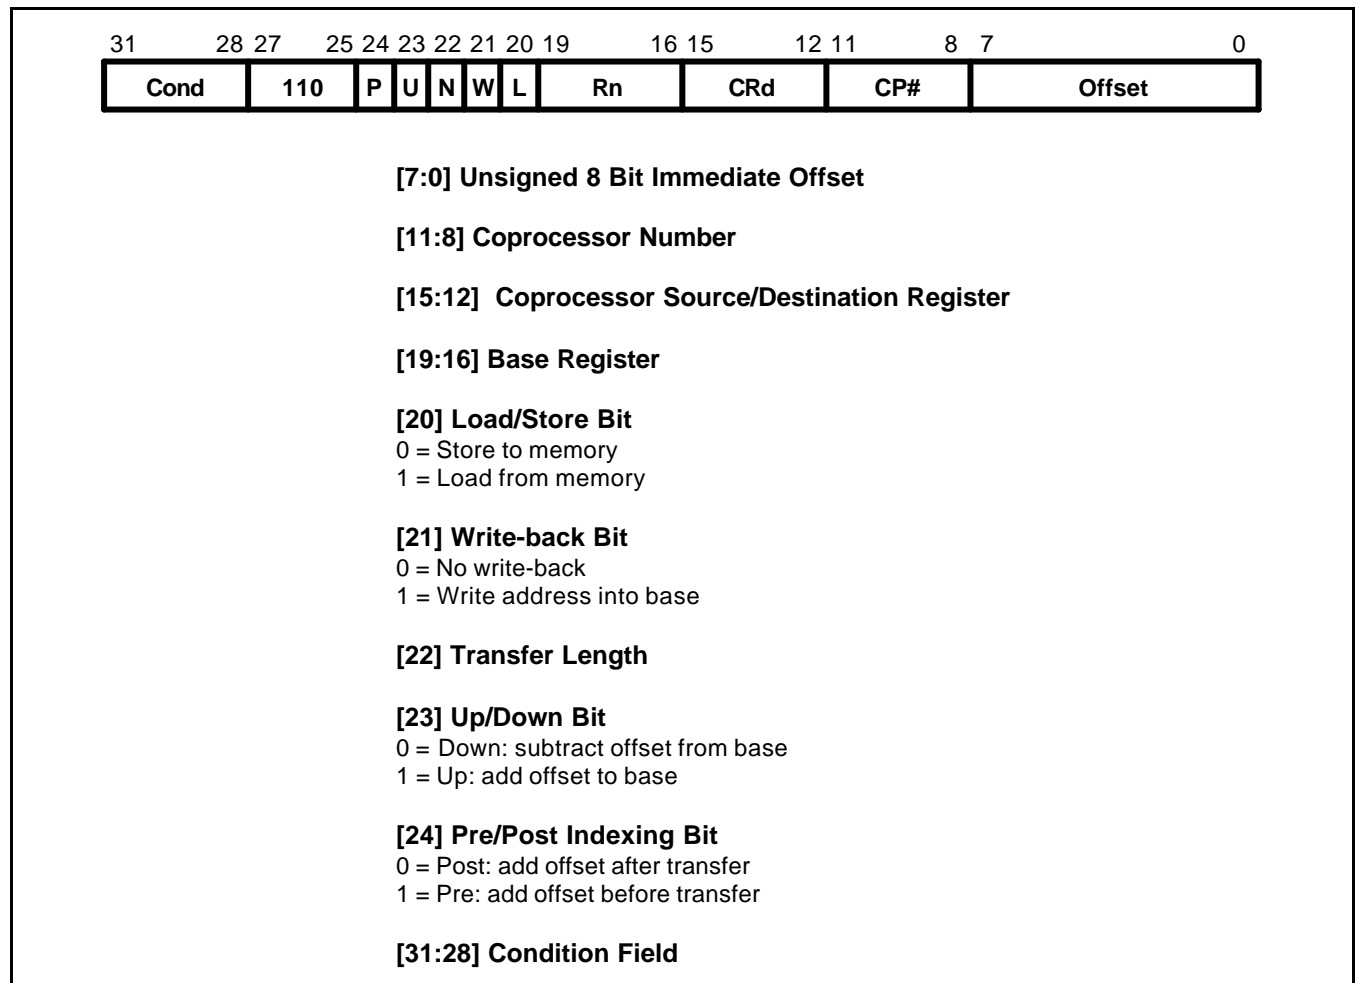 31 28 27 25 24 23 22 21 20 19 16 15 12 11 8 7 0
Cond 110 P U N W L Rn CRd CP# Offset
[7:0] Unsigned 8 Bit Immediate Offset
[11:8] Coprocessor Number
[15:12] Coprocessor Source/Destination Register
[19:16] Base Register
[20] Load/Store Bit
0 = Store to memory
1 = Load from memory
[21] Write-back Bit
0 = No write-back
1 = Write address into base
[22] Transfer Length
[23] Up/Down Bit
0 = Down: subtract offset from base
1 = Up: add offset to base
[24] Pre/Post Indexing Bit
0 = Post: add offset after transfer
1 = Pre: add offset before transfer
[31:28] Condition Field